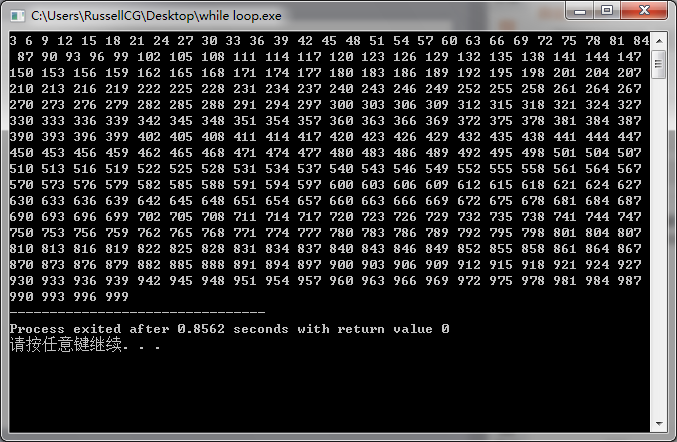 C:\Users\RussellCG\Desktop\while loop.exe
3 6 9 12 15 18 21 24 27 30 33 36 39 42 45 48 51 54 57 60 63 66 69 72 75 78 81 84
87 90 93 96 99 102 105 108 111 114 117 120 123 126 129 132 135 138 141 144 147
150 153 156 159 162 165 168 171 174 177 180 183 186 189 192 195 198 201 204 207
210 213 216 219 222 225 228 231 234 237 240 243 246 249 252 255 258 261 264 267
270 273 276 279 282 285 288 291 294 297 300 303 306 309 312 315 318 321 324 327
330 333 336 339 342 345 348 351 354 357 360 363 366 369 372 375 378 381 384 387
390 393 396 399 402 405 408 411 414 417 420 423 426 429 432 435 438 441 444 447
450 453 456 459 462 465 468 471 474 477 480 483 486 489 492 495 498 501 504 507
510 513 516 519 522 525 528 531 534 537 540 543 546 549 552 555 558 561 564 567
570 573 576 579 582 585 588 591 594 597 600 603 606 609 612 615 618 621 624 627
630 633 636 639 642 645 648 651 654 657 660 663 666 669 672 675 678 681 684 687
690 693 696 699 702 705 708 711 714 717 720 723 726 729 732 735 738 741 744 747
750 753 756 759 762 765 768 771 774 777 780 783 786 789 792 795 798 801 804 807
810 813 816 819 822 825 828 831 834 837 840 843 846 849 852 855 858 861 864 867
870 873 876 879 882 885 888 891 894 897 900 903 906 909 912 915 918 921 924 927
930 933 936 939 942 945 948 951 954 957 960 963 966 969 972 975 978 981 984 987
990 993 996 999
--------------------------------
Process exited after 0.8562 seconds with return value 0
请按任意键继续. . .